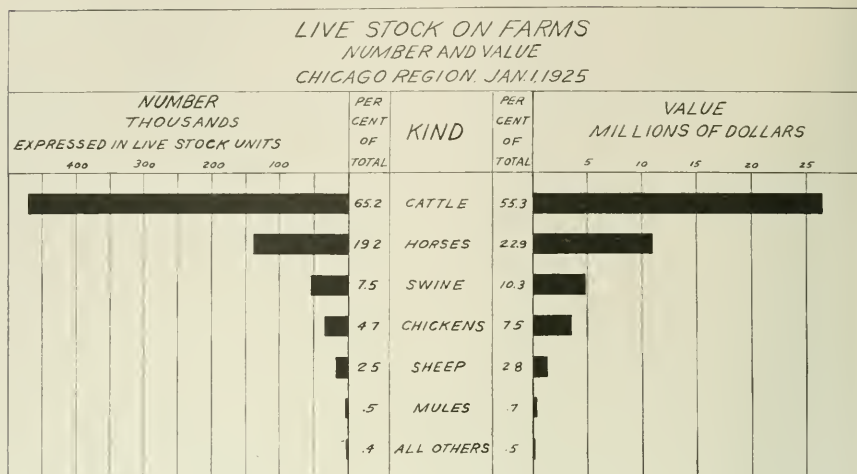 LIVE STOCK ON FARMS
NUMBER AND VALUE
CHICAGO REGION. JAN.1,1925
NUMBER
THOUSANDS
EXPRESSED IN LIVE STOCK UNITS
400 300 200 100
PER
CENT
OF
TOTAL
KIND
PER
CENT
OF
TOTAL
VALUE
MILLIONS OF DOLLARS
5 10 15 20 25
65.2 CATTLE 55.3
19.2 HORSES 22.9
7.5 SWINE 10.3
4.7 CHICKENS 7.5
2.5 SHEEP 2.8
.5 MULES .7
.4 ALL OTHERS .5